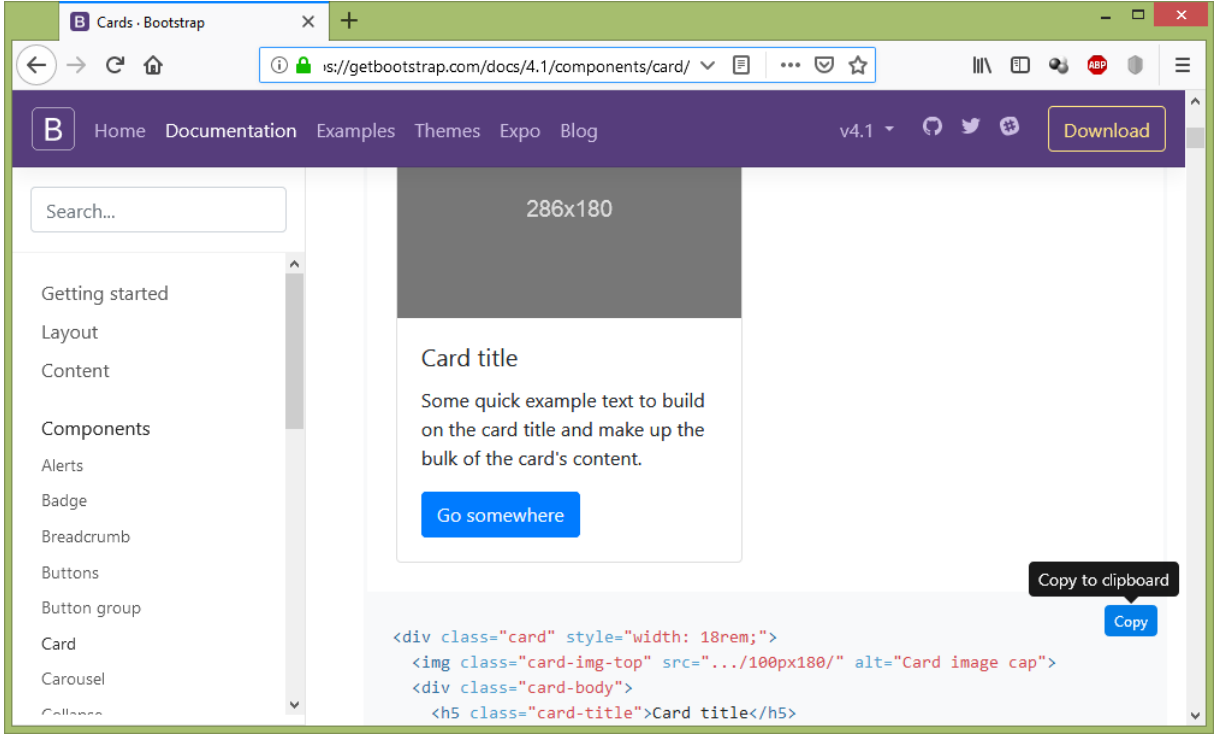 B Cards · Bootstrap
s://getbootstrap.com/docs/4.1/components/card/
ABP
B Home Documentation Examples Themes Expo Blog v4.1 Download
Search...
286x180
Getting started
Layout
Content
Components
Alerts
Badge
Breadcrumb
Buttons
Button group
Card
Carousel
Collapse
Card title
Some quick example text to build
on the card title and make up the
bulk of the card's content.
Go somewhere
Copy to clipboard
Copy
<div class="card" style="width: 18rem;">
<img class="card-img-top" src=".../100px180/" alt="Card image cap">
<div class="card-body">
<h5 class="card-title">Card title</h5>